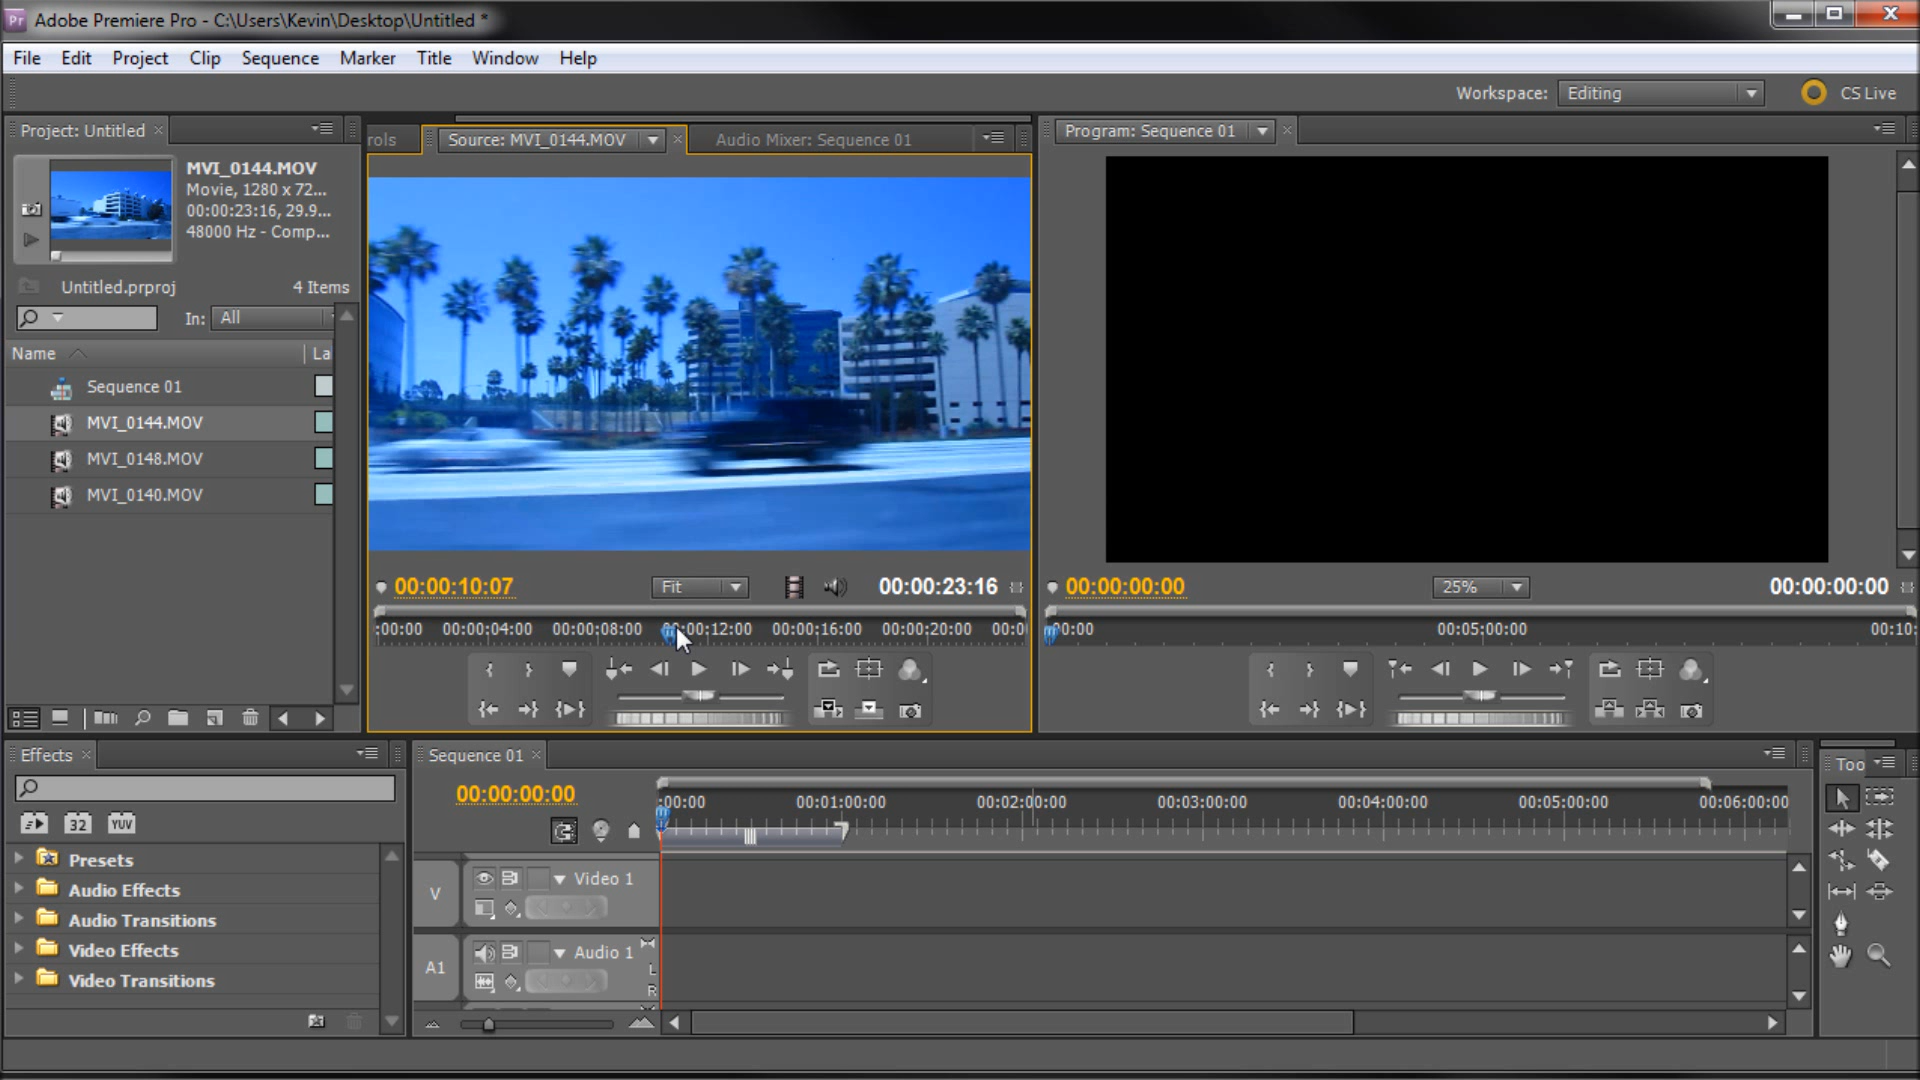 Pr Adobe Premiere Pro - C:\Users\Kevin\Desktop\Untitled *
File Edit Project Clip Sequence Marker Title Window Help
Workspace: Editing CS Live
Project: Untitled
rols Source: MVI_0144.MOV Audio Mixer: Sequence 01
Program: Sequence 01
MVI_0144.MOV
Movie, 1280 x 72...
00:00:23:16, 29.9...
48000 Hz - Comp...
Untitled.prproj 4 Items
In: All
Name La
Sequence 01
MVI_0144.MOV
MVI_0148.MOV
MVI_0140.MOV
00:00:10:07 Fit 00:00:23:16
:00:00 00:00:04:00 00:00:08:00 00:00:12:00 00:00:16:00 00:00:20:00 00:0
00:00:00:00 25% 00:00:00:00
00:00 00:05:00:00 00:10:
Effects
32 YUV
Presets
Audio Effects
Audio Transitions
Video Effects
Video Transitions
Sequence 01
00:00:00:00
:00:00 00:01:00:00 00:02:00:00 00:03:00:00 00:04:00:00 00:05:00:00 00:06:00:00
V Video 1
A1 Audio 1
L
R
Too